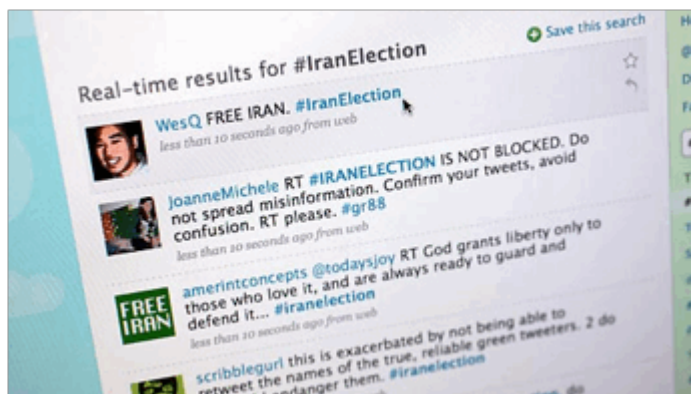 Save this search
Real-time results for #IranElection
WesQ FREE IRAN. #IranElection
less than 10 seconds ago from web
JoanneMichele RT #IRANELECTION IS NOT BLOCKED. Do
not spread misinformation. Confirm your tweets, avoid
confusion. RT please. #gr88
less than 10 seconds ago from web
FREE
IRAN
amerintconcepts @todaysjoy RT God grants liberty only to
those who love it, and are always ready to guard and
defend it... #iranelection
less than 10 seconds ago from web
scribblegurl this is exacerbated by not being able to
retweet the names of the true, reliable green tweeters. 2 do
endanger them. #iranelection